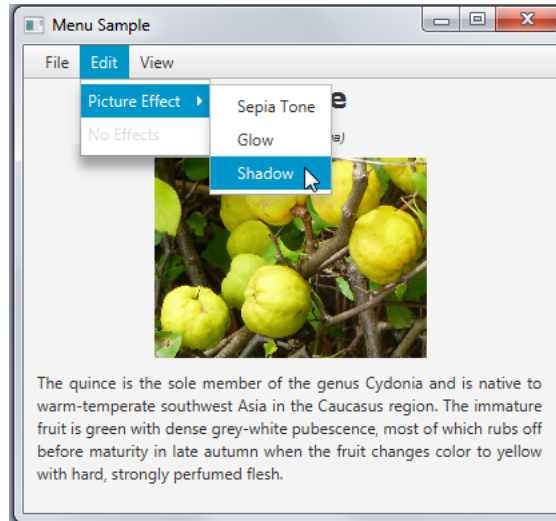 Menu Sample
File Edit View
Picture Effect
No Effects
Sepia Tone
Glow
Shadow
The quince is the sole member of the genus Cydonia and is native to
warm-temperate southwest Asia in the Caucasus region. The immature
fruit is green with dense grey-white pubescence, most of which rubs off
before maturity in late autumn when the fruit changes color to yellow
with hard, strongly perfumed flesh.